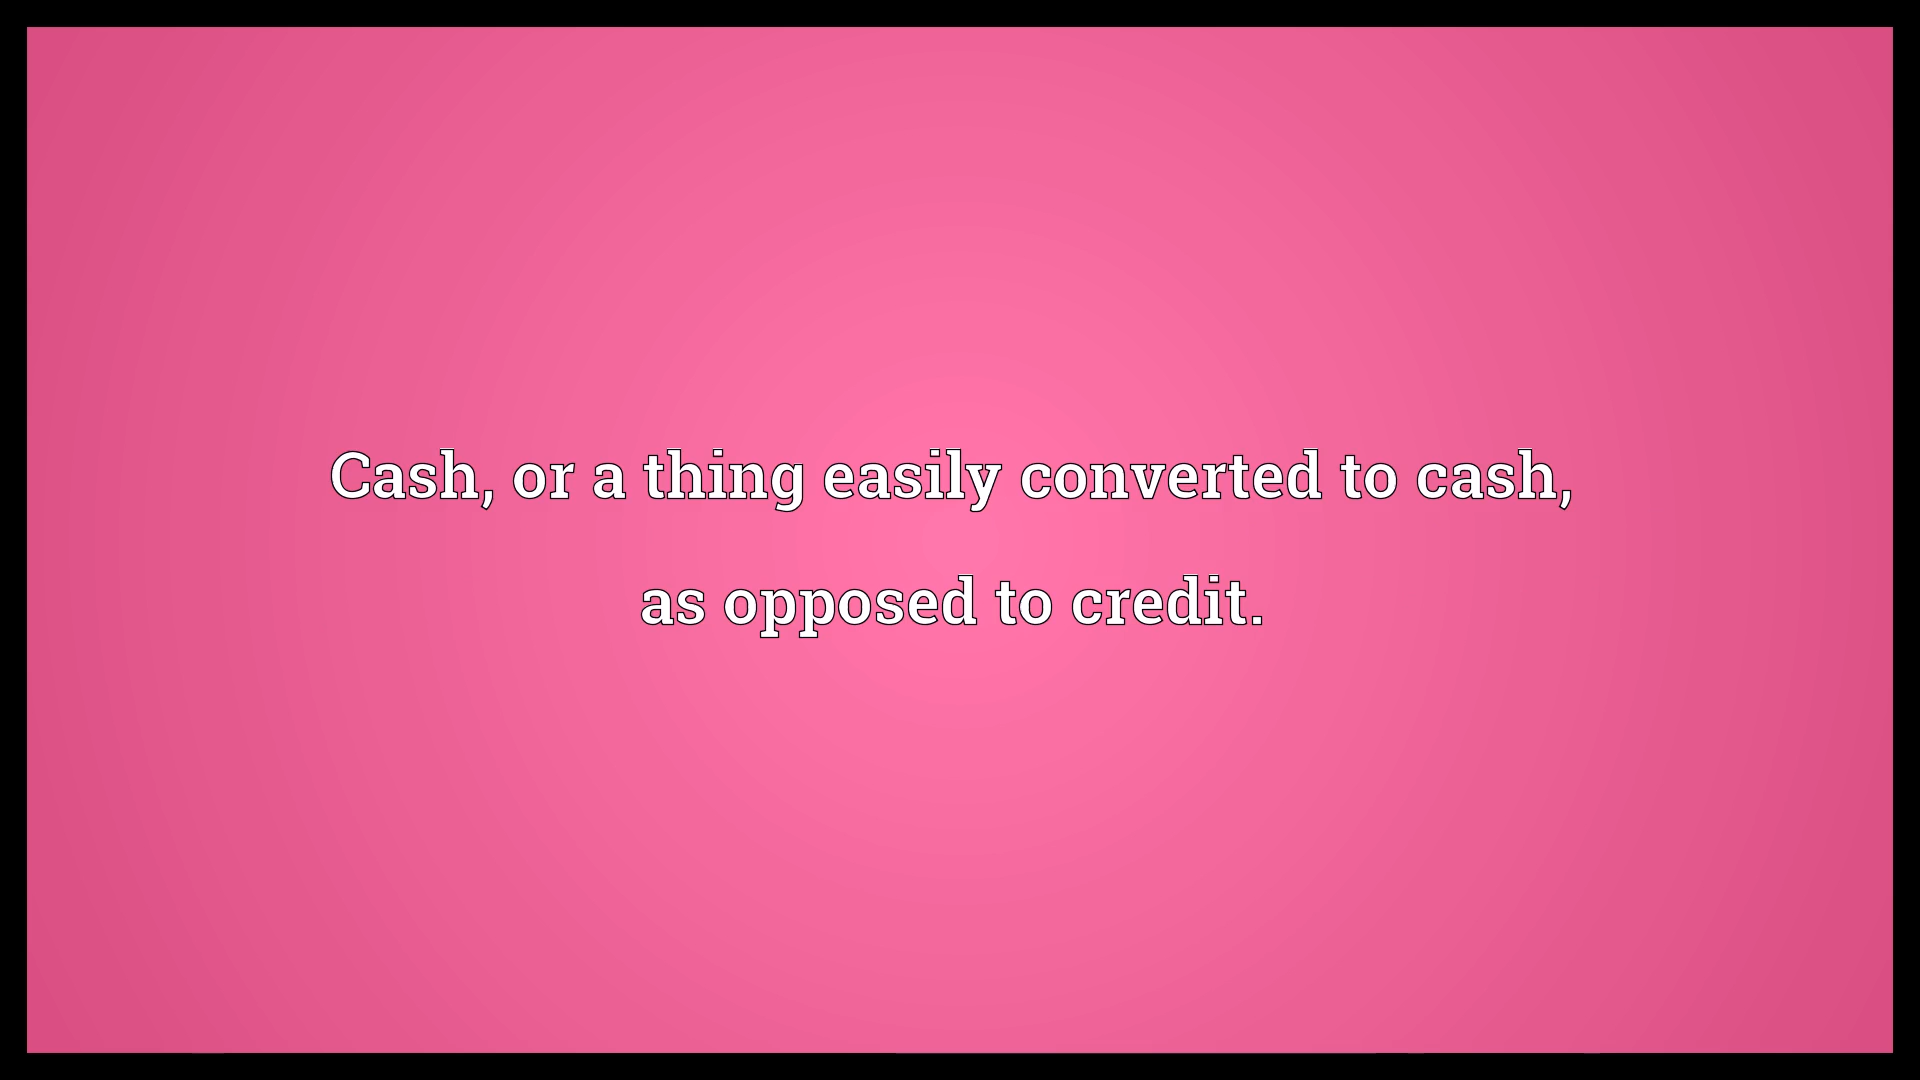 Cash, or a thing easily converted to cash,
as opposed to credit.